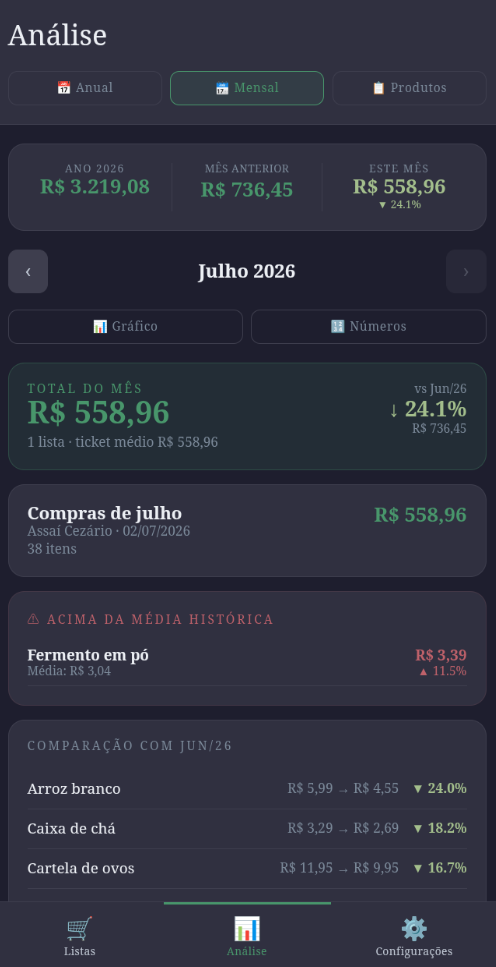 Análise
📅 Anual
📆 Mensal
📋 Produtos
ANO 2026
R$ 3.219,08
MÊS ANTERIOR
R$ 736,45
ESTE MÊS
R$ 558,96
▼ 24.1%
‹
Julho 2026
›
📊 Gráfico
🔢 Números
TOTAL DO MÊS
R$ 558,96
1 lista · ticket médio R$ 558,96
vs Jun/26
↓ 24.1%
R$ 736,45
Compras de julho
R$ 558,96
Assaí Cezário · 02/07/2026
38 itens
⚠ ACIMA DA MÉDIA HISTÓRICA
Fermento em pó
R$ 3,39
Média: R$ 3,04
▲ 11.5%
COMPARAÇÃO COM JUN/26
Arroz branco R$ 5,99 → R$ 4,55 ▼ 24.0%
Caixa de chá R$ 3,29 → R$ 2,69 ▼ 18.2%
Cartela de ovos R$ 11,95 → R$ 9,95 ▼ 16.7%
Listas
Análise
Configurações